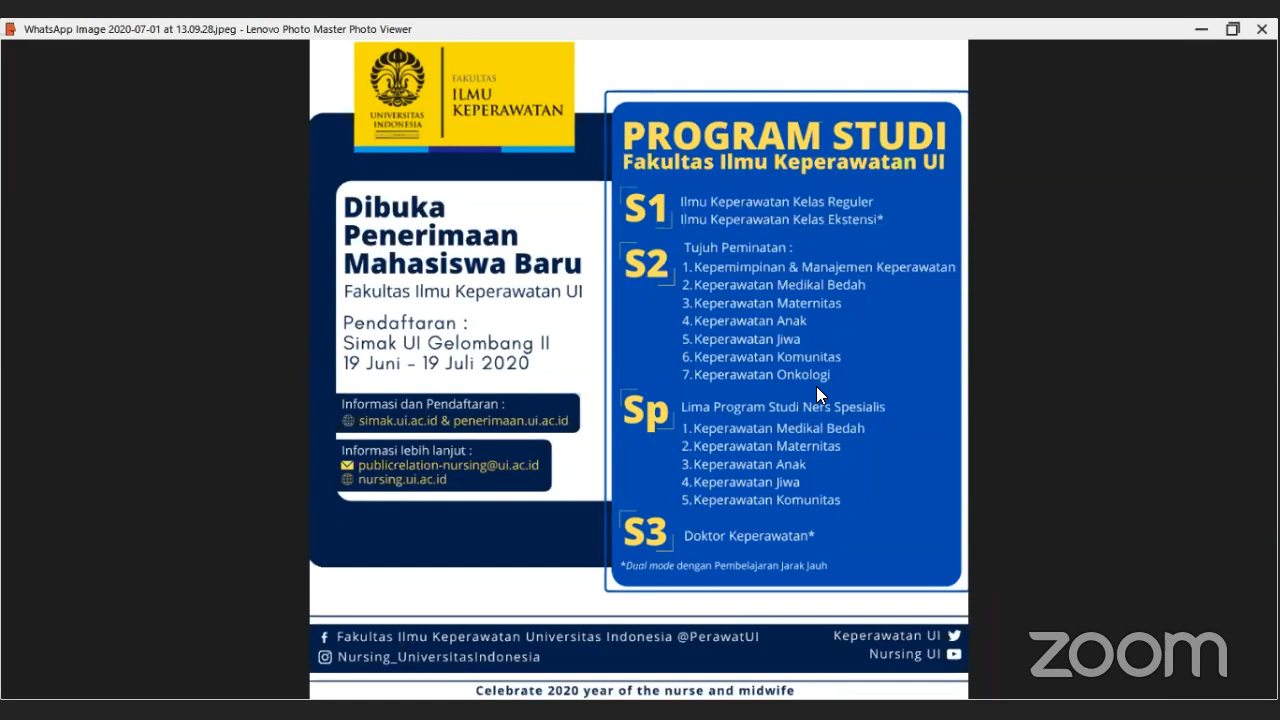 WhatsApp Image 2020-07-01 at 13.09.28.jpeg - Lenovo Photo Master Photo Viewer
UNIVERSITAS
INDONESIA
FAKULTAS
ILMU
KEPERAWATAN
Dibuka
Penerimaan
Mahasiswa Baru
Fakultas Ilmu Keperawatan UI
Pendaftaran :
Simak UI Gelombang II
19 Juni - 19 Juli 2020
Informasi dan Pendaftaran :
simak.ui.ac.id & penerimaan.ui.ac.id
Informasi lebih lanjut :
publicrelation-nursing@ui.ac.id
nursing.ui.ac.id
PROGRAM STUDI
Fakultas Ilmu Keperawatan UI
S1
Ilmu Keperawatan Kelas Reguler
Ilmu Keperawatan Kelas Ekstensi*
S2
Tujuh Peminatan :
1. Kepemimpinan & Manajemen Keperawatan
2. Keperawatan Medikal Bedah
3. Keperawatan Maternitas
4. Keperawatan Anak
5. Keperawatan Jiwa
6. Keperawatan Komunitas
7. Keperawatan Onkologi
Sp
Lima Program Studi Ners Spesialis
1. Keperawatan Medikal Bedah
2. Keperawatan Maternitas
3. Keperawatan Anak
4. Keperawatan Jiwa
5. Keperawatan Komunitas
S3
Doktor Keperawatan*
*Dual mode dengan Pembelajaran Jarak Jauh
Fakultas Ilmu Keperawatan Universitas Indonesia @PerawatUI
Nursing_UniversitasIndonesia
Keperawatan UI
Nursing UI
Celebrate 2020 year of the nurse and midwife
zoom